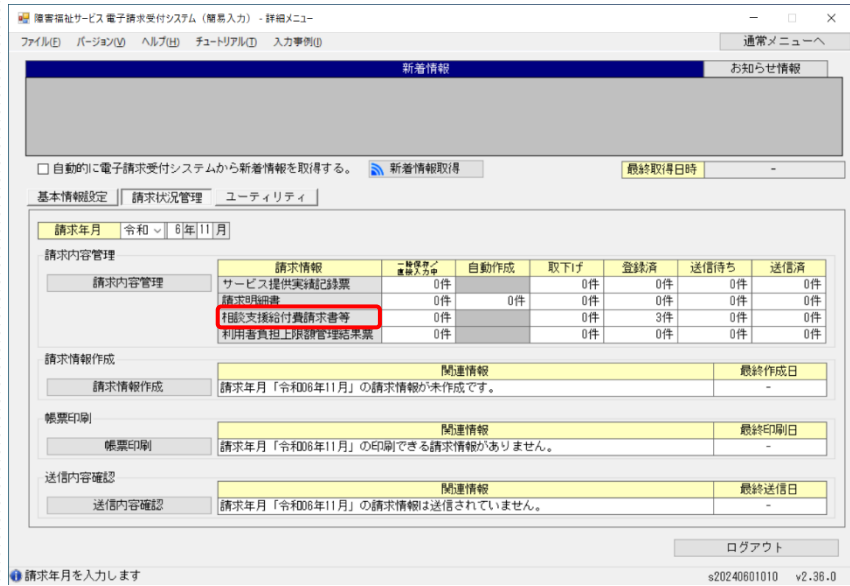 障害福祉サービス 電子請求受付システム（簡易入力） - 詳細メニュー
ファイル(F) バージョン(V) ヘルプ(H) チュートリアル(T) 入力事例(I) 通常メニューへ
新着情報 お知らせ情報
自動的に電子請求受付システムから新着情報を取得する。 新着情報取得 最終取得日時 -
基本情報設定 請求状況管理 ユーティリティ
請求年月 令和 6年11月
請求内容管理
請求情報 一時保存／直接入力中 自動作成 取下げ 登録済 送信待ち 送信済
請求内容管理 サービス提供実績記録票 0件 0件 0件 0件 0件
請求明細書 0件 0件 0件 0件 0件 0件
相談支援給付費請求書等 0件 0件 3件 0件 0件
利用者負担上限額管理結果票 0件 0件 0件 0件 0件
請求情報作成
関連情報 最終作成日
請求情報作成 請求年月「令和06年11月」の請求情報が未作成です。 -
帳票印刷
関連情報 最終印刷日
帳票印刷 請求年月「令和06年11月」の印刷できる請求情報がありません。 -
送信内容確認
関連情報 最終送信日
送信内容確認 請求年月「令和06年11月」の請求情報は送信されていません。 -
ログアウト
請求年月を入力します s20240601010 v2.36.0